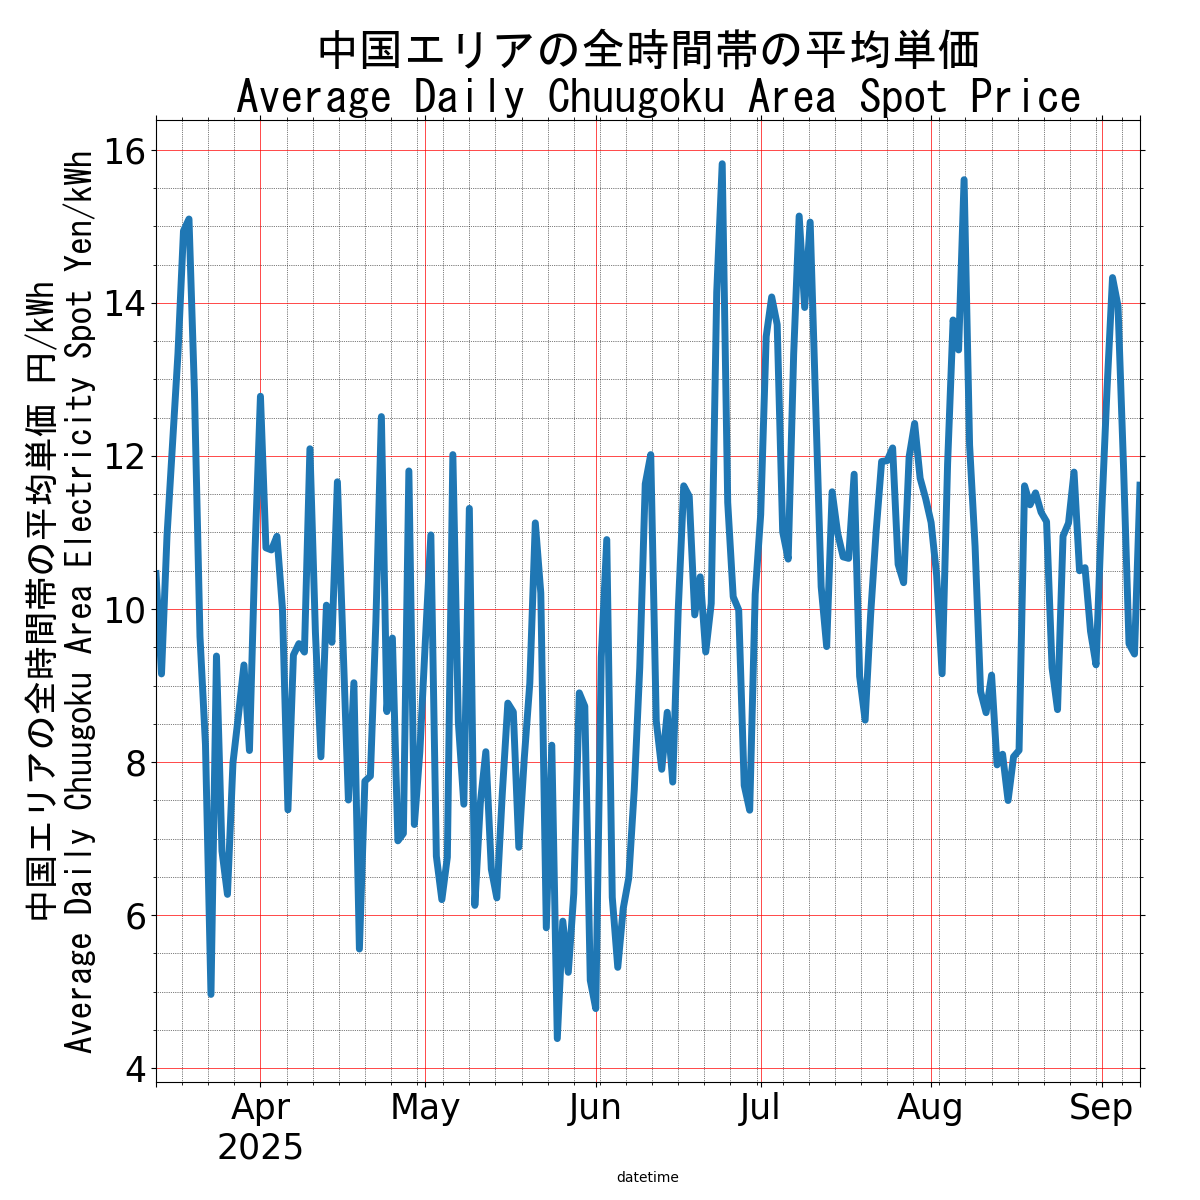 中国エリアの全時間帯の平均単価
Average Daily Chuugoku Area Spot Price
中国エリアの全時間帯の平均単価 円/kWh
Average Daily Chuugoku Area Electricity Spot Yen/kWh
16
14
12
10
8
6
4
Apr
2025
May
Jun
Jul
Aug
Sep
datetime